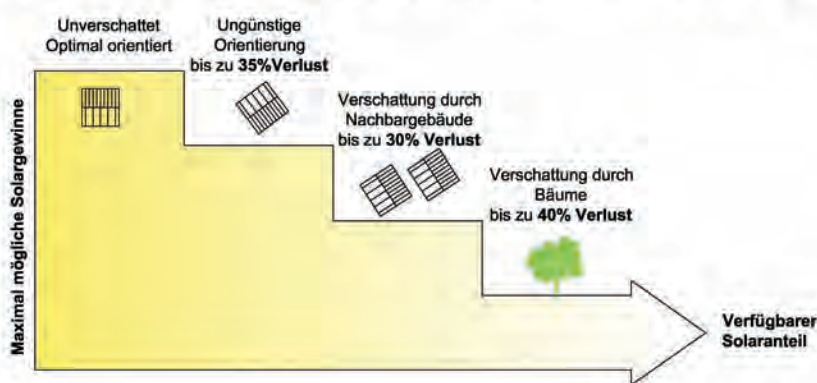 Unverschattet
Optimal orientiert
Ungünstige
Orientierung
bis zu 35%Verlust
Verschattung durch
Nachbargebäude
bis zu 30% Verlust
Verschattung durch
Bäume
bis zu 40% Verlust
Maximal mögliche Solargewinne
Verfügbarer
Solaranteil